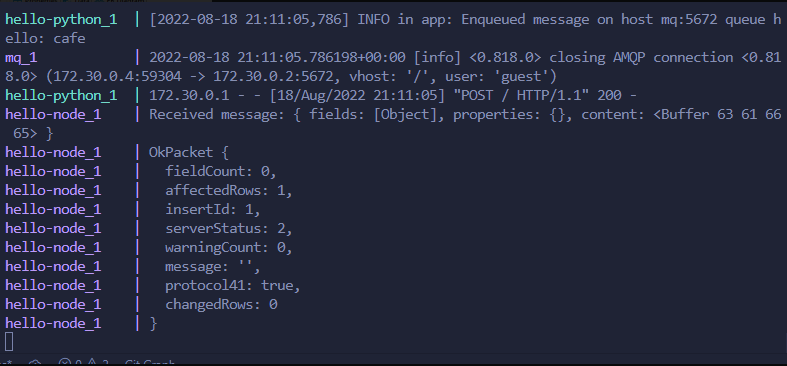 hello-python_1  | [2022-08-18 21:11:05,786] INFO in app: Enqueued message on host mq:5672 queue h
ello: cafe
mq_1            | 2022-08-18 21:11:05.786198+00:00 [info] <0.818.0> closing AMQP connection <0.81
8.0> (172.30.0.4:59304 -> 172.30.0.2:5672, vhost: '/', user: 'guest')
hello-python_1  | 172.30.0.1 - - [18/Aug/2022 21:11:05] "POST / HTTP/1.1" 200 -
hello-node_1    | Received message: { fields: [Object], properties: {}, content: <Buffer 63 61 66
 65> }
hello-node_1    | OkPacket {
hello-node_1    |   fieldCount: 0,
hello-node_1    |   affectedRows: 1,
hello-node_1    |   insertId: 1,
hello-node_1    |   serverStatus: 2,
hello-node_1    |   warningCount: 0,
hello-node_1    |   message: '',
hello-node_1    |   protocol41: true,
hello-node_1    |   changedRows: 0
hello-node_1    | }
Git Graph